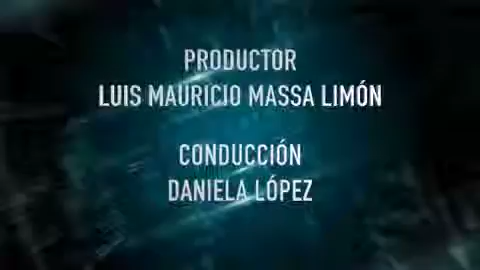 PRODUCTOR
LUIS MAURICIO MASSA LIMÓN
CONDUCCIÓN
DANIELA LÓPEZ